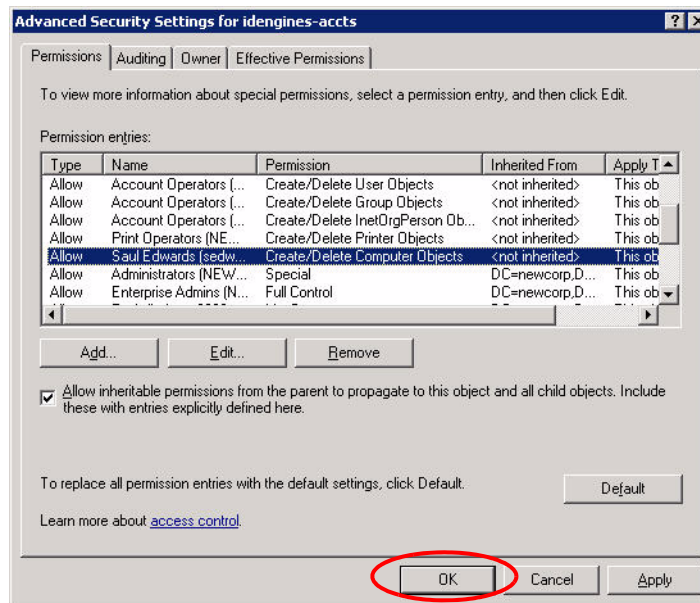 Advanced Security Settings for idengines-accts
Permissions Auditing Owner Effective Permissions
To view more information about special permissions, select a permission entry, and then click Edit.
Permission entries:
Type Name Permission Inherited From Apply T
Allow Account Operators (... Create/Delete User Objects <not inherited> This ob
Allow Account Operators (... Create/Delete Group Objects <not inherited> This ob
Allow Account Operators (... Create/Delete InetOrgPerson Ob... <not inherited> This ob
Allow Print Operators (NE... Create/Delete Printer Objects <not inherited> This ob
Allow Saul Edwards (sedw... Create/Delete Computer Objects <not inherited> This ob
Allow Administrators (NEW... Special DC=newcorp,D... This ob
Allow Enterprise Admins (N... Full Control DC=newcorp,D... This ob
Add... Edit... Remove
Allow inheritable permissions from the parent to propagate to this object and all child objects. Include
these with entries explicitly defined here.
To replace all permission entries with the default settings, click Default.
Default
Learn more about access control.
OK Cancel Apply